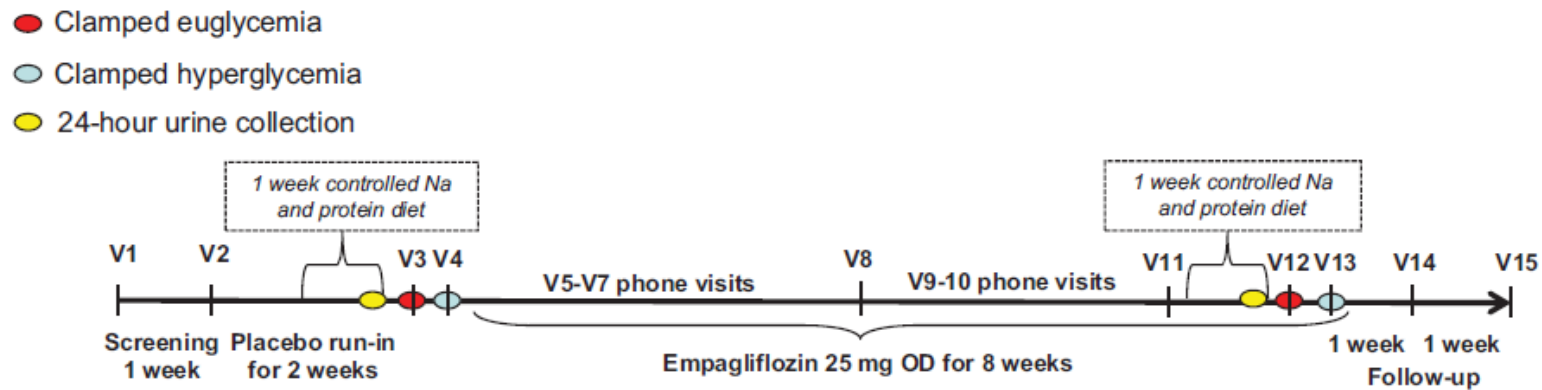 Clamped euglycemia
Clamped hyperglycemia
24-hour urine collection
1 week controlled Na
and protein diet
1 week controlled Na
and protein diet
V1
V2
V3 V4
V8
V11
V12 V13
V14
V15
V5-V7 phone visits
V9-10 phone visits
Screening
1 week
Placebo run-in
for 2 weeks
Empagliflozin 25 mg OD for 8 weeks
1 week
1 week
Follow-up